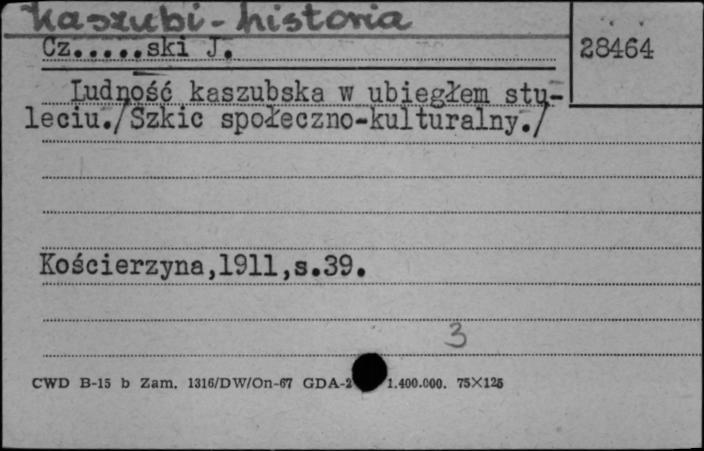 Kaszubi - historia
Cz.....ski J.
28464
Ludność kaszubska w ubiegłem stu-
leciu./Szkic społeczno-kulturalny./
Kościerzyna,1911,s.39.
3
CWD B-15 b Zam. 1316/DW/On-67 GDA-2 1.400.000. 75X125